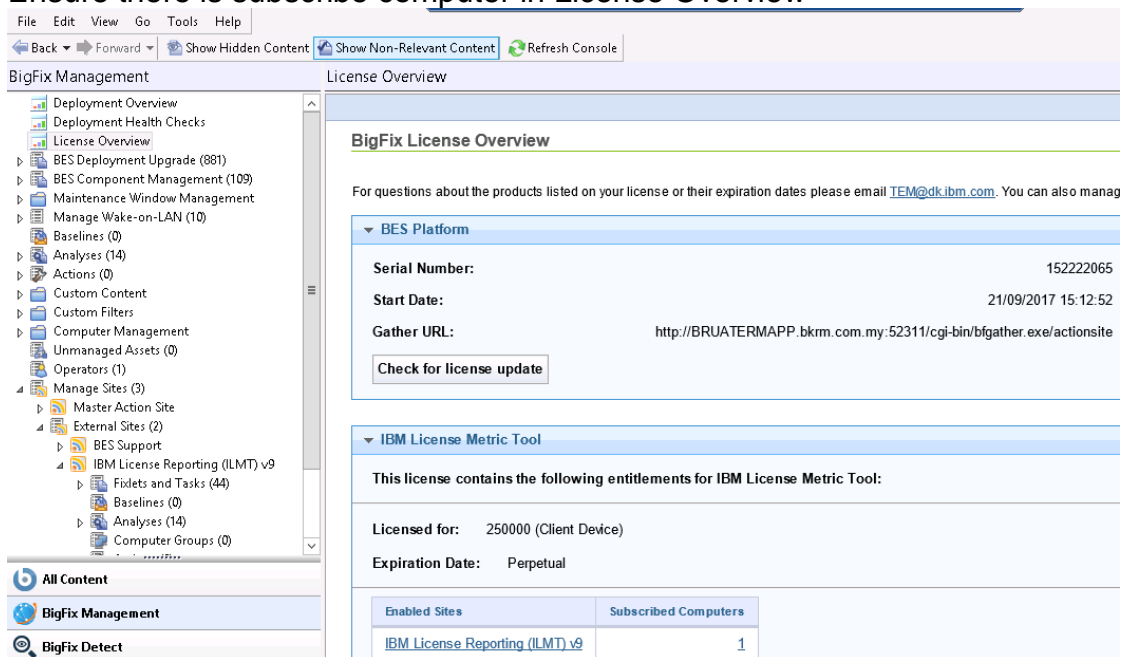 Ensure there is subscribe computer in License Overview
File Edit View Go Tools Help
Back Forward Show Hidden Content Show Non-Relevant Content Refresh Console
BigFix Management
Deployment Overview
Deployment Health Checks
License Overview
BES Deployment Upgrade (881)
BES Component Management (109)
Maintenance Window Management
Manage Wake-on-LAN (10)
Baselines (0)
Analyses (14)
Actions (0)
Custom Content
Custom Filters
Computer Management
Unmanaged Assets (0)
Operators (1)
Manage Sites (3)
Master Action Site
External Sites (2)
BES Support
IBM License Reporting (ILMT) v9
Fixlets and Tasks (44)
Baselines (0)
Analyses (14)
Computer Groups (0)
All Content
BigFix Management
BigFix Detect
License Overview
BigFix License Overview
For questions about the products listed on your license or their expiration dates please email TEM@dk.ibm.com. You can also manag
BES Platform
Serial Number: 152222065
Start Date: 21/09/2017 15:12:52
Gather URL: http://BRUATERMAPP.bkrm.com.my:52311/cgi-bin/bfgather.exe/actionsite
Check for license update
IBM License Metric Tool
This license contains the following entitlements for IBM License Metric Tool:
Licensed for: 250000 (Client Device)
Expiration Date: Perpetual
Enabled Sites Subscribed Computers
IBM License Reporting (ILMT) v9 1